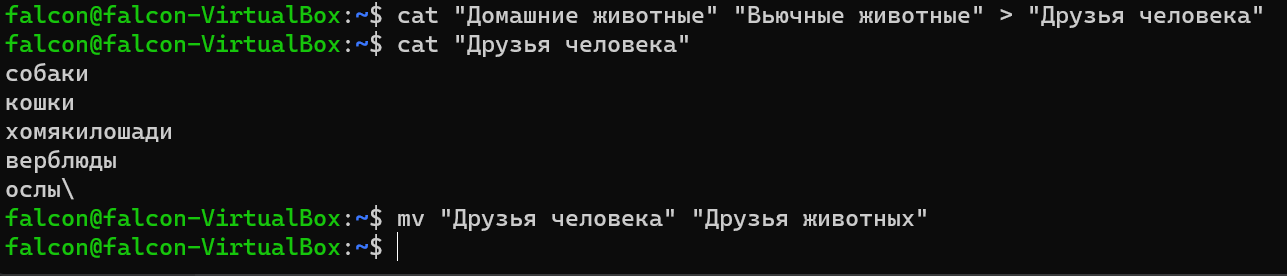 falcon@falcon-VirtualBox:~$ cat "Домашние животные" "Вьючные животные" > "Друзья человека"
falcon@falcon-VirtualBox:~$ cat "Друзья человека"
собаки
кошки
хомякилошади
верблюды
ослы\
falcon@falcon-VirtualBox:~$ mv "Друзья человека" "Друзья животных"
falcon@falcon-VirtualBox:~$